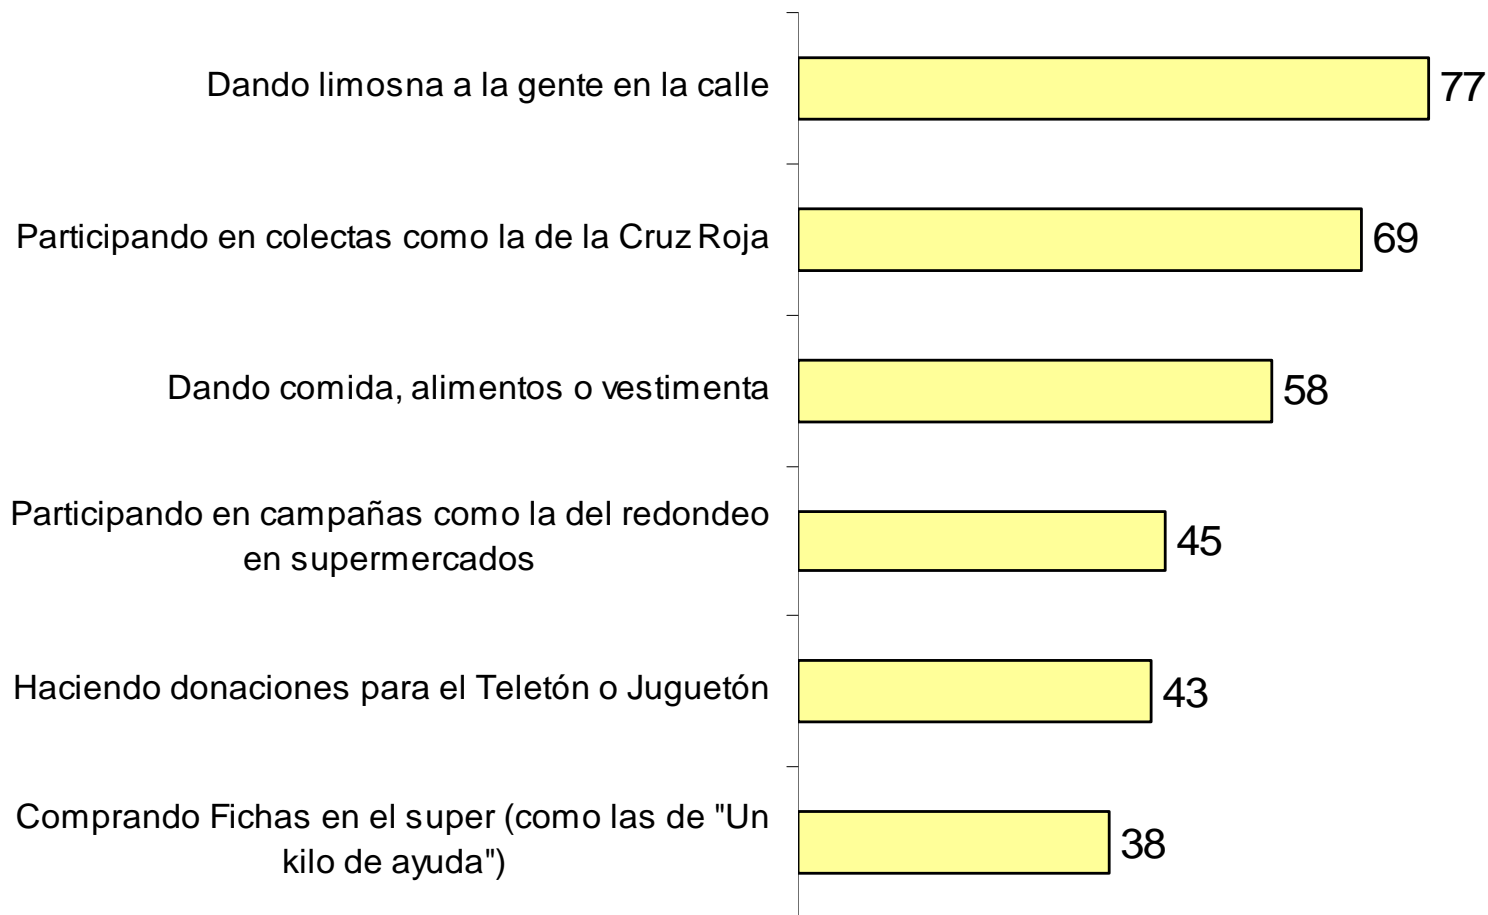 Dando limosna a la gente en la calle
77
Participando en colectas como la de la Cruz Roja
69
Dando comida, alimentos o vestimenta
58
Participando en campañas como la del redondeo
en supermercados
45
Haciendo donaciones para el Teletón o Juguetón
43
Comprando Fichas en el super (como las de "Un
kilo de ayuda")
38